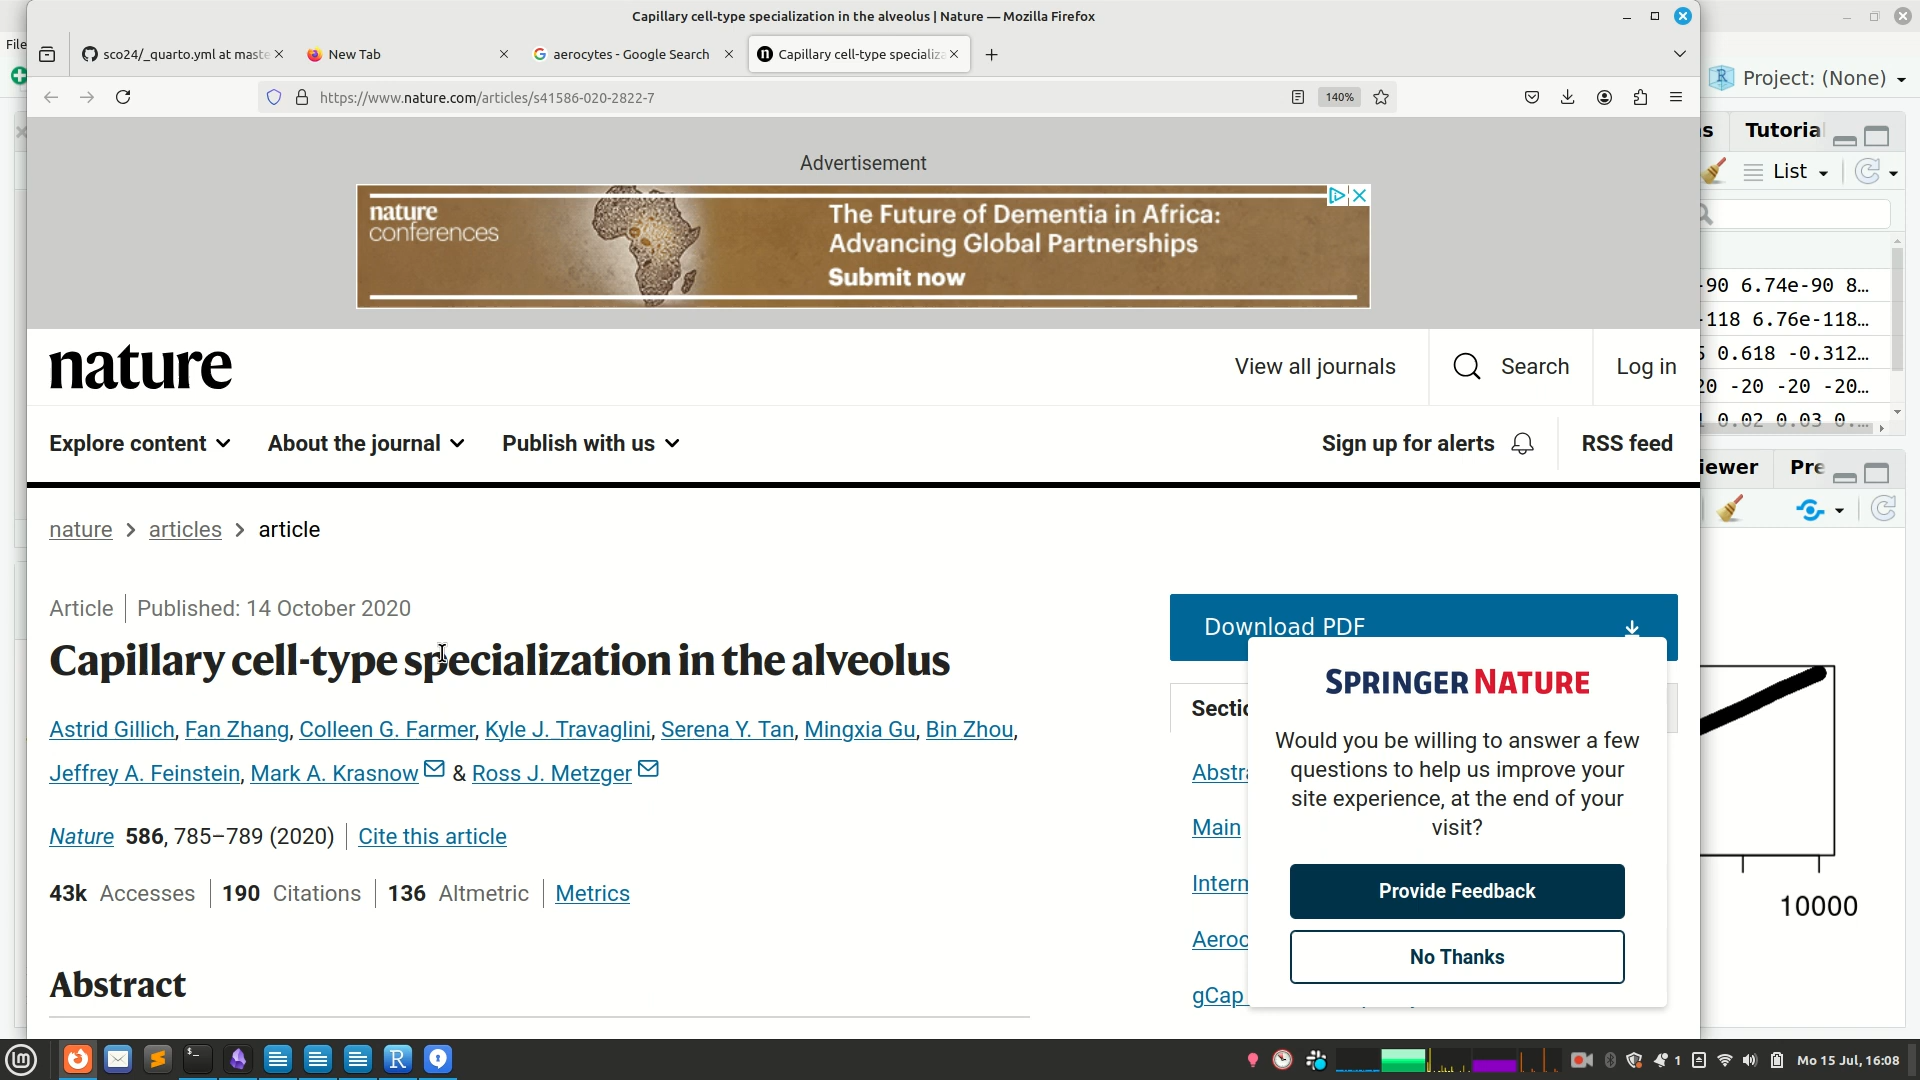 Capillary cell-type specialization in the alveolus | Nature — Mozilla Firefox
File
sco24/_quarto.yml at maste
New Tab
aerocytes - Google Search
Capillary cell-type specializa
https://www.nature.com/articles/s41586-020-2822-7
140%
Project: (None)
Tutoria
List
Advertisement
nature
conferences
The Future of Dementia in Africa:
Advancing Global Partnerships
Submit now
-90 6.74e-90 8…
-118 6.76e-118…
5 0.618 -0.312…
20 -20 -20 -20…
0.02 0.03 0.…
nature
View all journals
Search
Log in
Explore content
About the journal
Publish with us
Sign up for alerts
RSS feed
iewer
Pre
nature > articles > article
Article | Published: 14 October 2020
Capillary cell-type specialization in the alveolus
Astrid Gillich, Fan Zhang, Colleen G. Farmer, Kyle J. Travaglini, Serena Y. Tan, Mingxia Gu, Bin Zhou,
Jeffrey A. Feinstein, Mark A. Krasnow & Ross J. Metzger
Nature 586, 785–789 (2020) | Cite this article
43k Accesses | 190 Citations | 136 Altmetric | Metrics
Abstract
Download PDF
Sectio
Abstra
Main
Intern
Aeroc
gCap
SPRINGER NATURE
Would you be willing to answer a few
questions to help us improve your
site experience, at the end of your
visit?
Provide Feedback
No Thanks
10000
1
Mo 15 Jul, 16:08